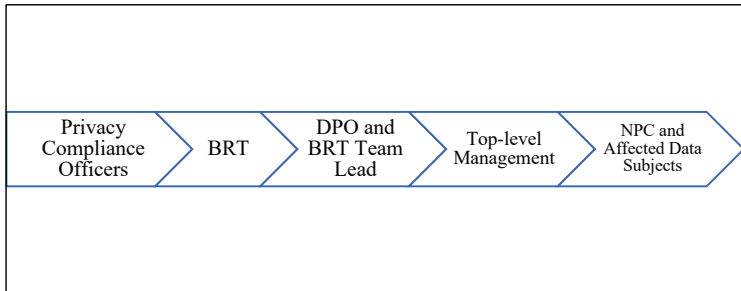 Privacy
Compliance
Officers
BRT
DPO and
BRT Team
Lead
Top-level
Management
NPC and
Affected Data
Subjects